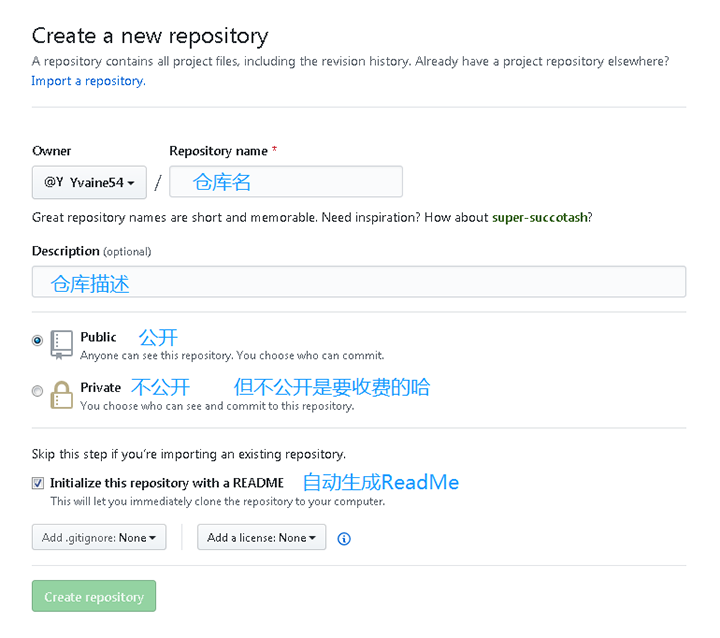 Create a new repository
A repository contains all project files, including the revision history. Already have a project repository elsewhere?
Import a repository.
Owner Repository name *
@Y Yvaine54 / 仓库名
Great repository names are short and memorable. Need inspiration? How about super-succotash?
Description (optional)
仓库描述
Public 公开
Anyone can see this repository. You choose who can commit.
Private 不公开 但不公开是要收费的哈
You choose who can see and commit to this repository.
Skip this step if you're importing an existing repository.
Initialize this repository with a README 自动生成ReadMe
This will let you immediately clone the repository to your computer.
Add .gitignore: None Add a license: None
Create repository